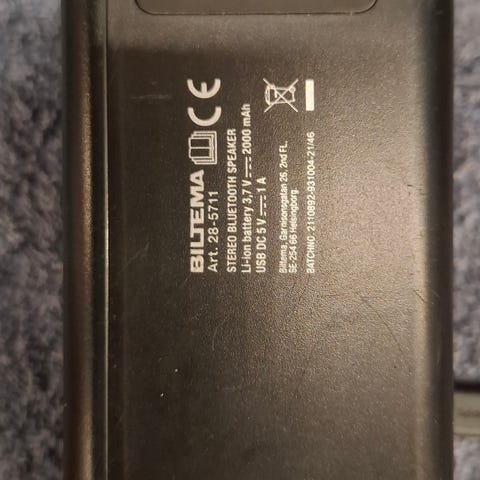 BILTEMA
Art. 28-5711
STEREO BLUETOOTH SPEAKER
Li-ion battery 3,7 V 2000 mAh
USB DC 5 V 1 A
Biltema, Garnisonsgatan 26, 2nd FL,
SE-254 66 Helsingborg.
BATCHNO. 2110892-931004-21/46
CE